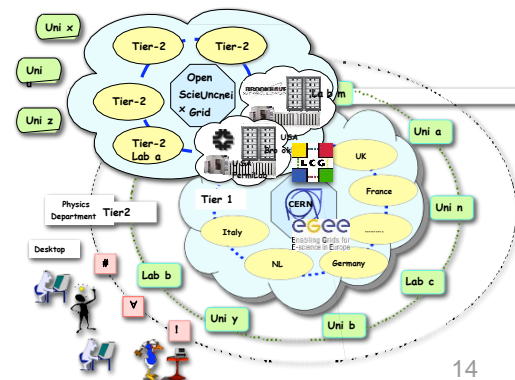 Uni x
Tier-2
Tier-2
Open
Grid
Uni
Tier-2
Uni z
Tier-2
Lab a
USA
LCG
Uni a
UK
France
Tier 1
CERN
Uni n
Physics
Department
Tier2
eGee
Enabling Grids for
E-science in Europe
Italy
Desktop
NL
Germany
Lab b
Lab c
Uni y
Uni b
14